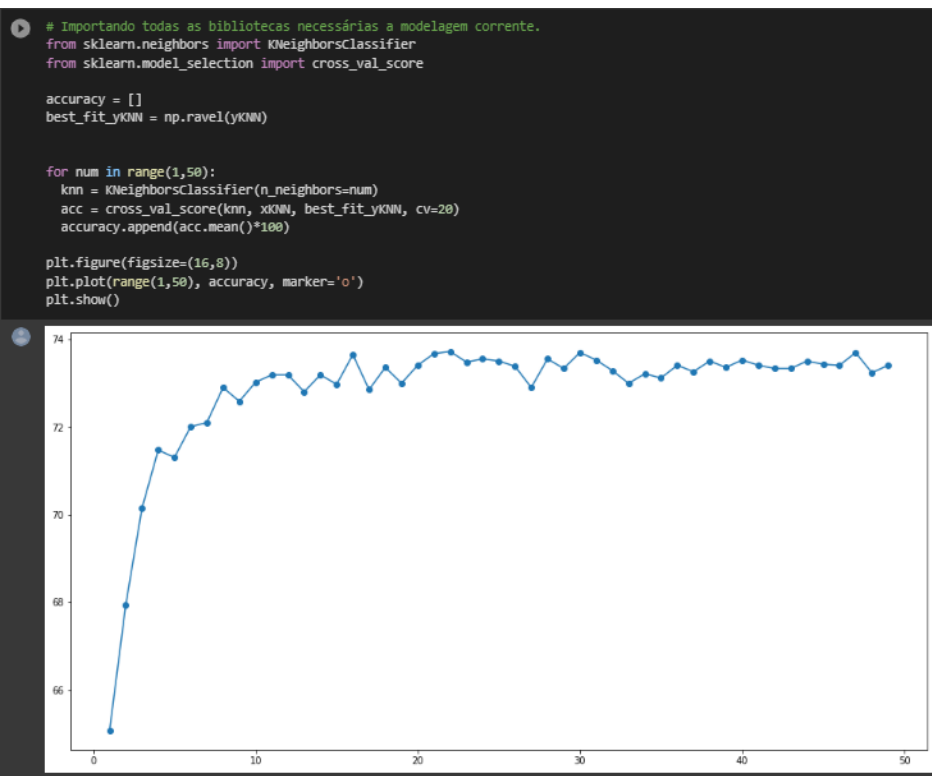 # Importando todas as bibliotecas necessárias a modelagem corrente.
from sklearn.neighbors import KNeighborsClassifier
from sklearn.model_selection import cross_val_score
accuracy = []
best_fit_yKNN = np.ravel(yKNN)
for num in range(1,50):
knn = KNeighborsClassifier(n_neighbors=num)
acc = cross_val_score(knn, xKNN, best_fit_yKNN, cv=20)
accuracy.append(acc.mean()*100)
plt.figure(figsize=(16,8))
plt.plot(range(1,50), accuracy, marker='o')
plt.show()
74
72
70
68
66
0 10 20 30 40 50